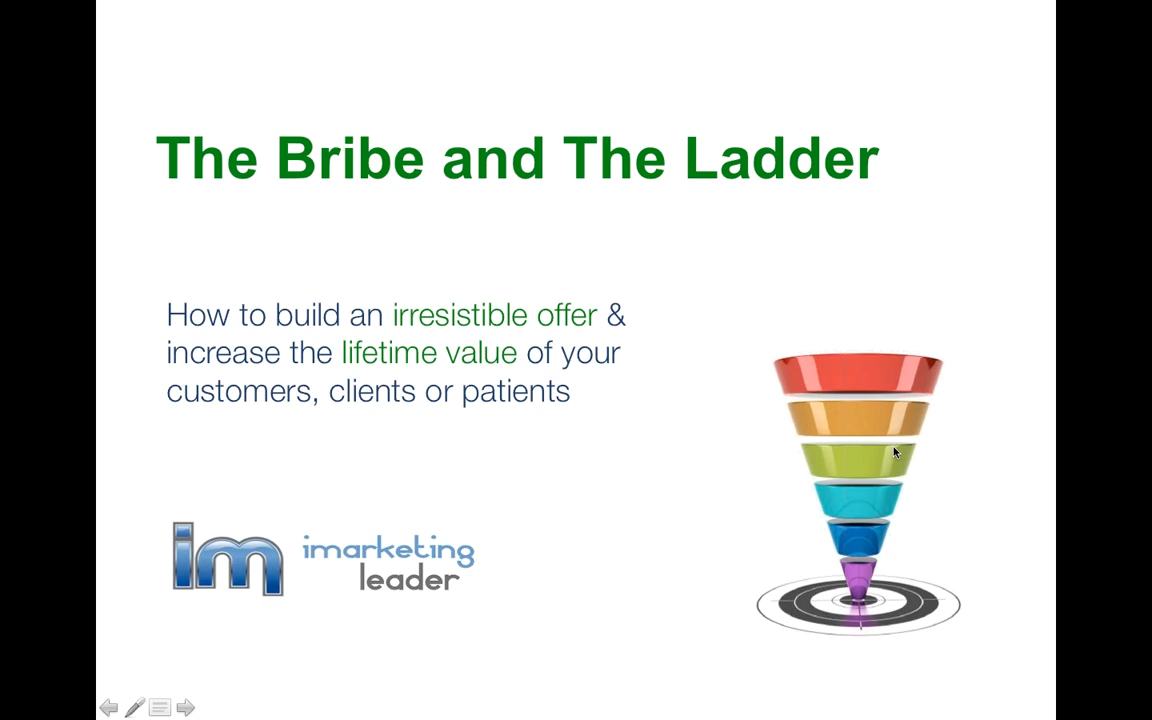 The Bribe and The Ladder
How to build an irresistible offer &
increase the lifetime value of your
customers, clients or patients
im
imarketing
leader